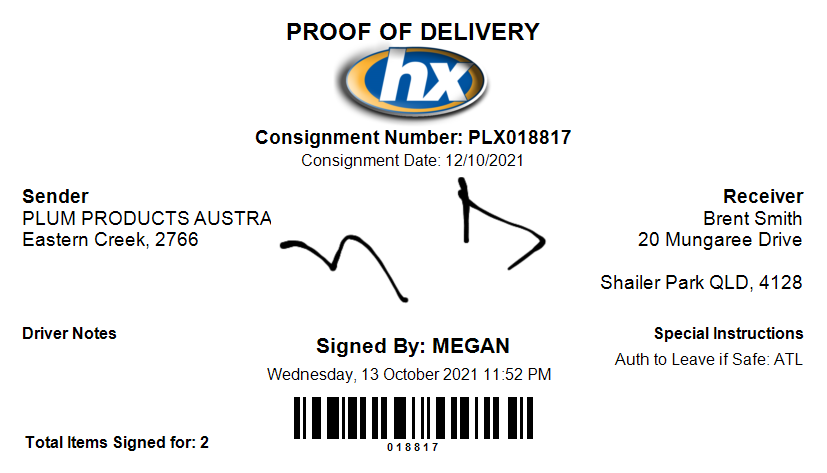 PROOF OF DELIVERY
hx
Consignment Number: PLX018817
Consignment Date: 12/10/2021
Sender
PLUM PRODUCTS AUSTRA
Eastern Creek, 2766
Receiver
Brent Smith
20 Mungaree Drive
Shailer Park QLD, 4128
Driver Notes
Signed By: MEGAN
Wednesday, 13 October 2021 11:52 PM
Special Instructions
Auth to Leave if Safe: ATL
018817
Total Items Signed for: 2